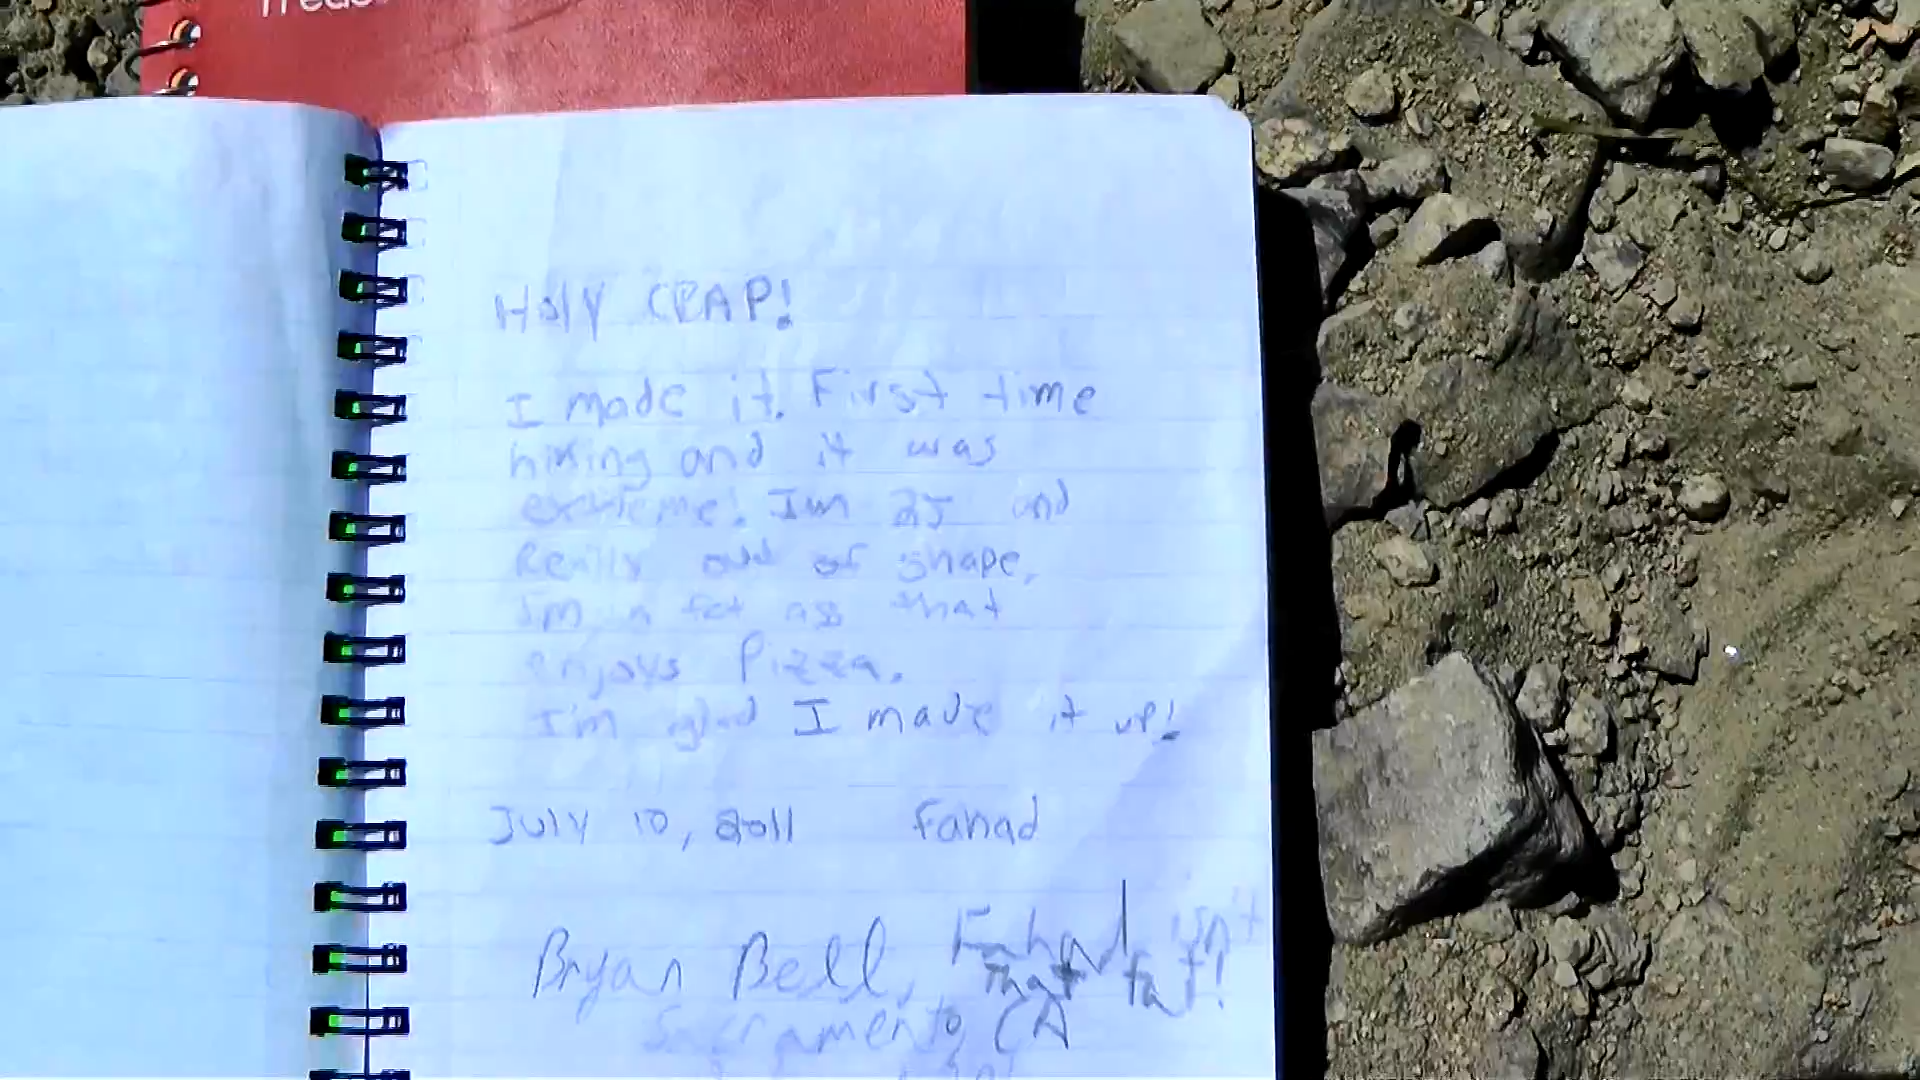 HOLY CRAP!
I made it. First time
hiking and it was
extreme! Im 25 and
Really out of shape,
I'm a fat ass that
enjoys Pizza.
I'm glad I made it up!
July 10, 2011 Fahad
Bryan Bell, Fahad isn't
that fat!
Sacramento, CA